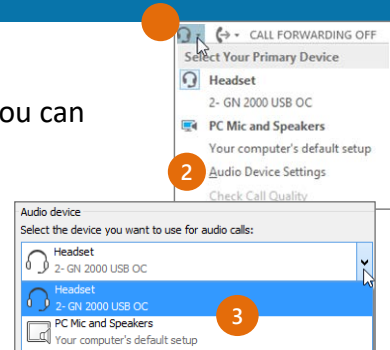 CALL FORWARDING OFF
Select Your Primary Device
Headset
ou can
2- GN 2000 USB OC
PC Mic and Speakers
Your computer's default setup
2
Audio Device Settings
Check Call Quality
Audio device
Select the device you want to use for audio calls:
Headset
2- GN 2000 USB OC
Headset
2- GN 2000 USB OC
3
PC Mic and Speakers
Your computer's default setup